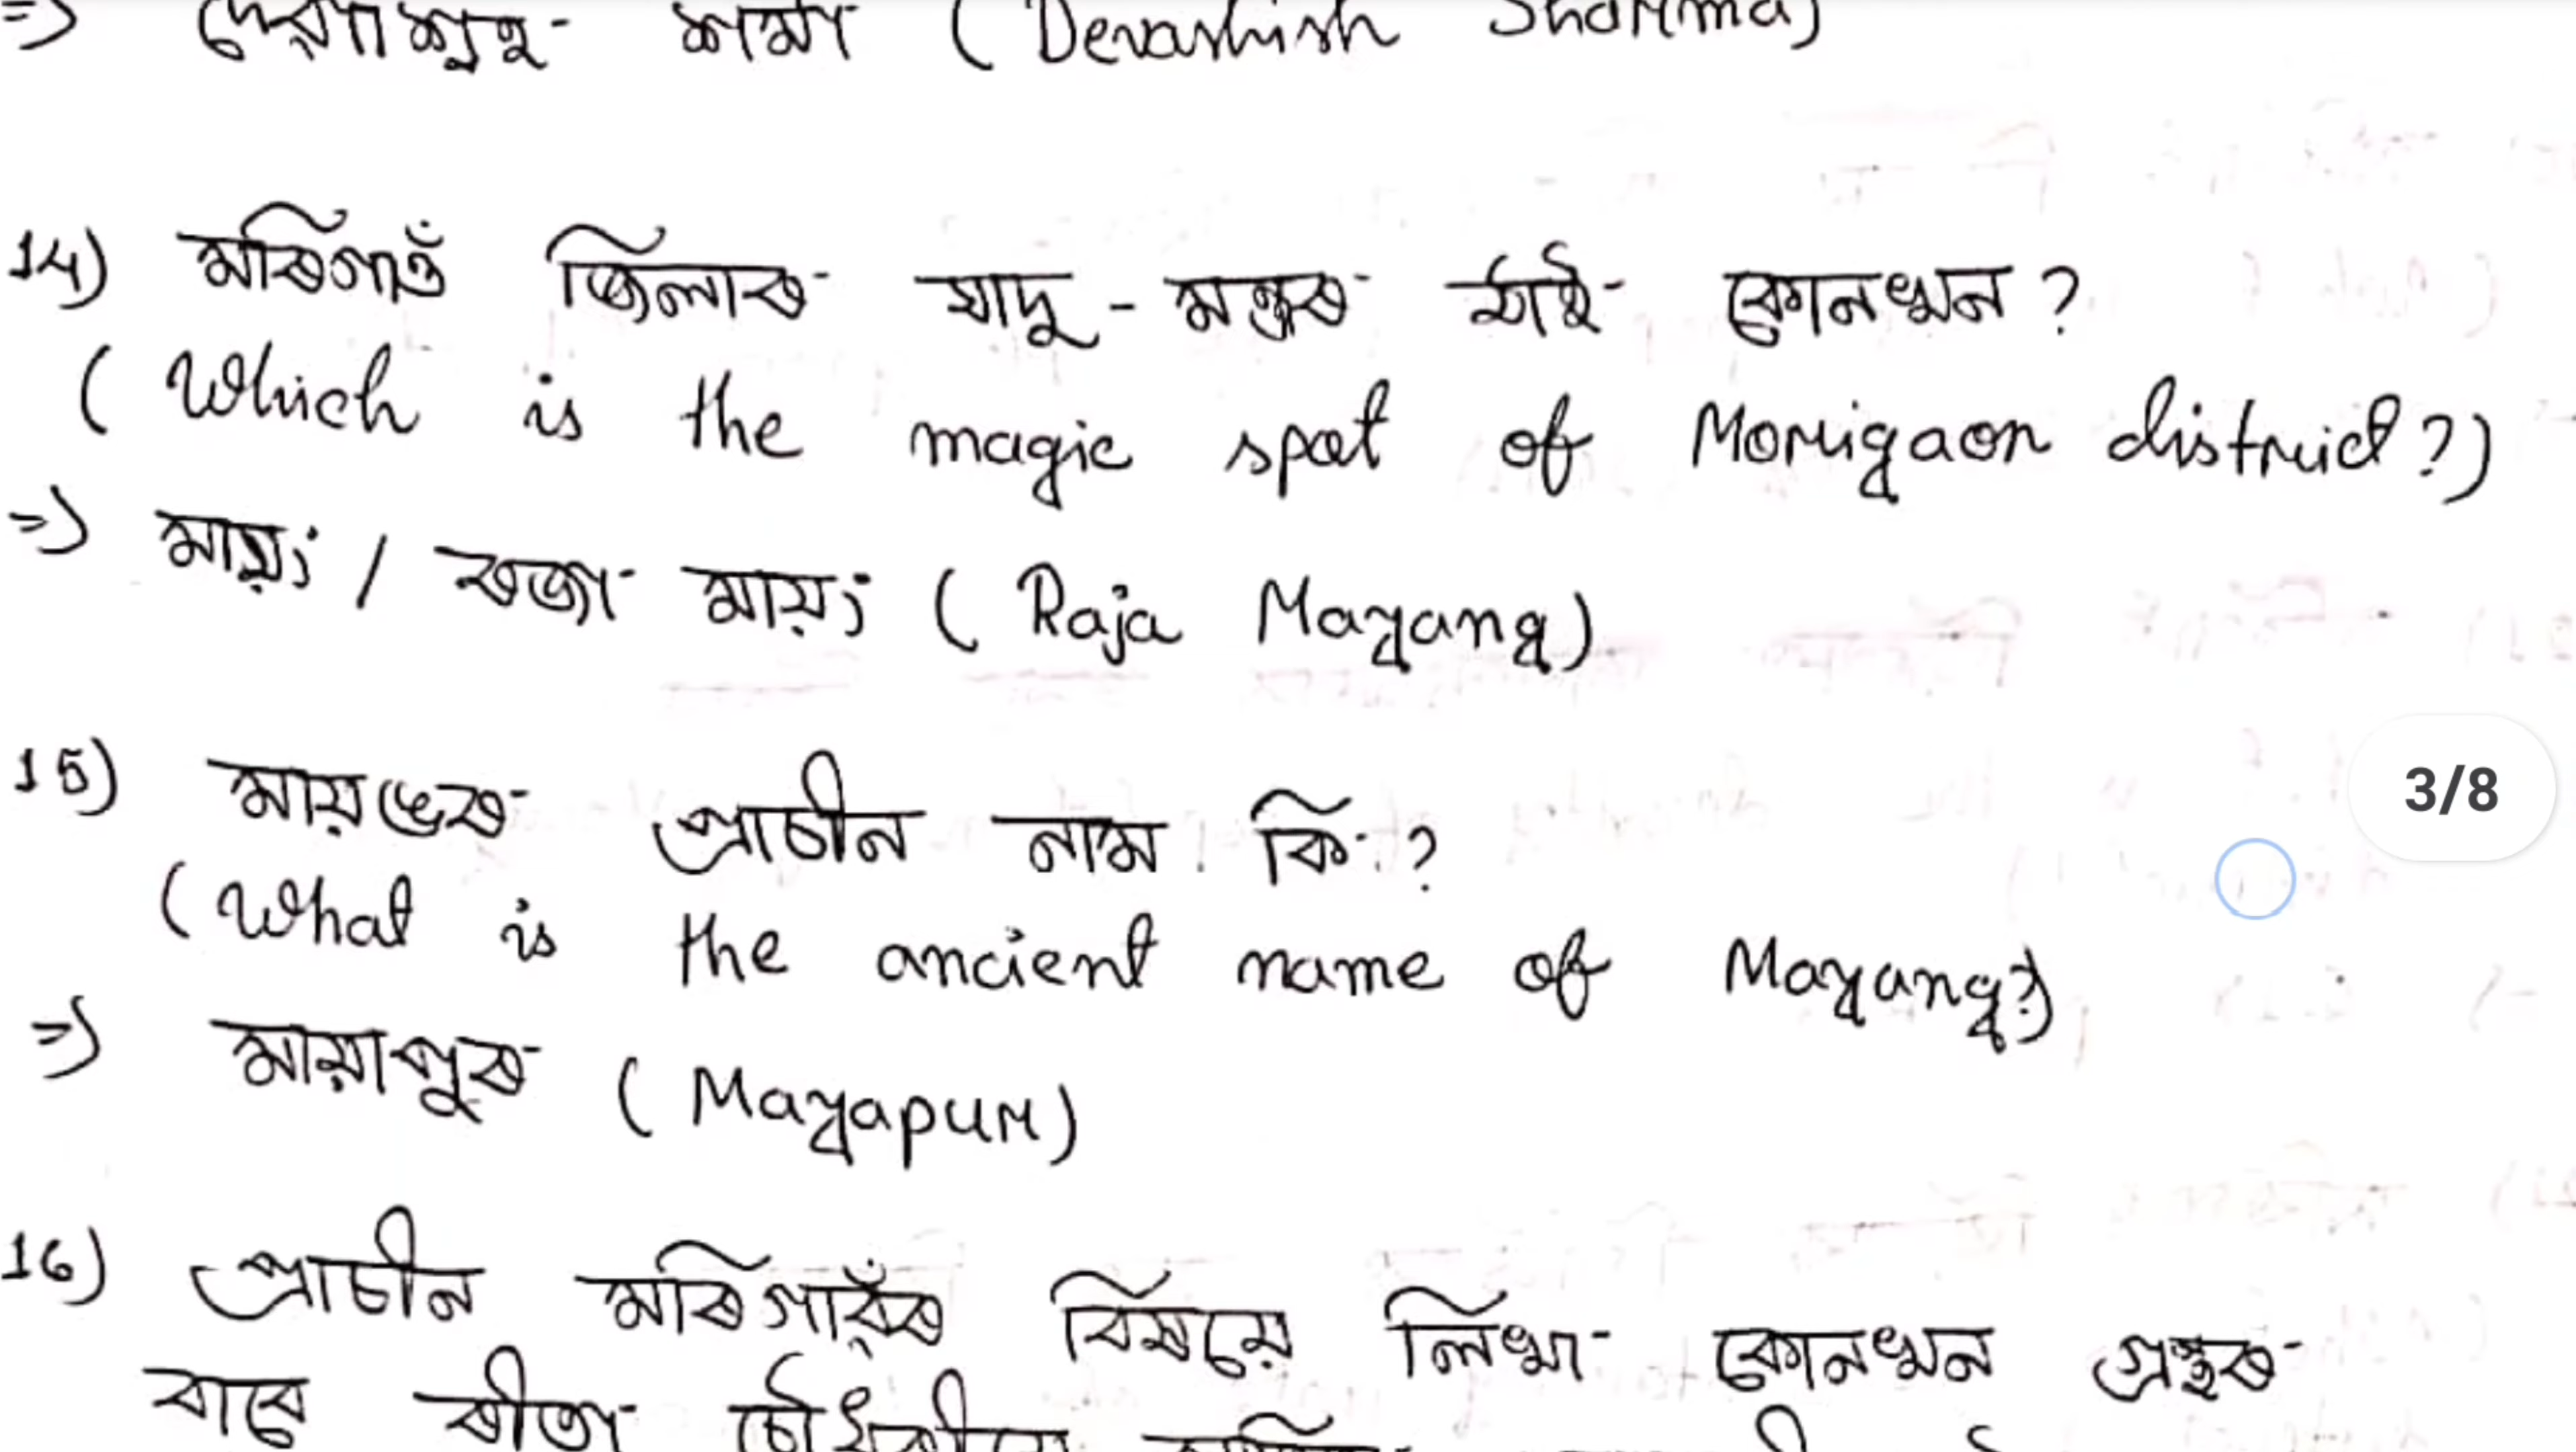 => শৰ্মা (Devashish Sharma)
14) মৰিগাওঁ জিলাৰ যাদু - মন্ত্ৰৰ ঠাই কোনখন ?
( Which is the magic spot of Morigaon district ?)
=> মায়ং / ৰজা মায়ং ( Raja Mayang)
15) মায়ঙৰ প্ৰাচীন নাম কি ?
( What is the ancient name of Mayang?)
3/8
=> মায়াপুৰ ( Mayapur)
16) প্ৰাচীন মৰিগাৱঁৰ বিষয়ে লিখা কোনখন গ্ৰন্থৰ
বাবে ৰীতা